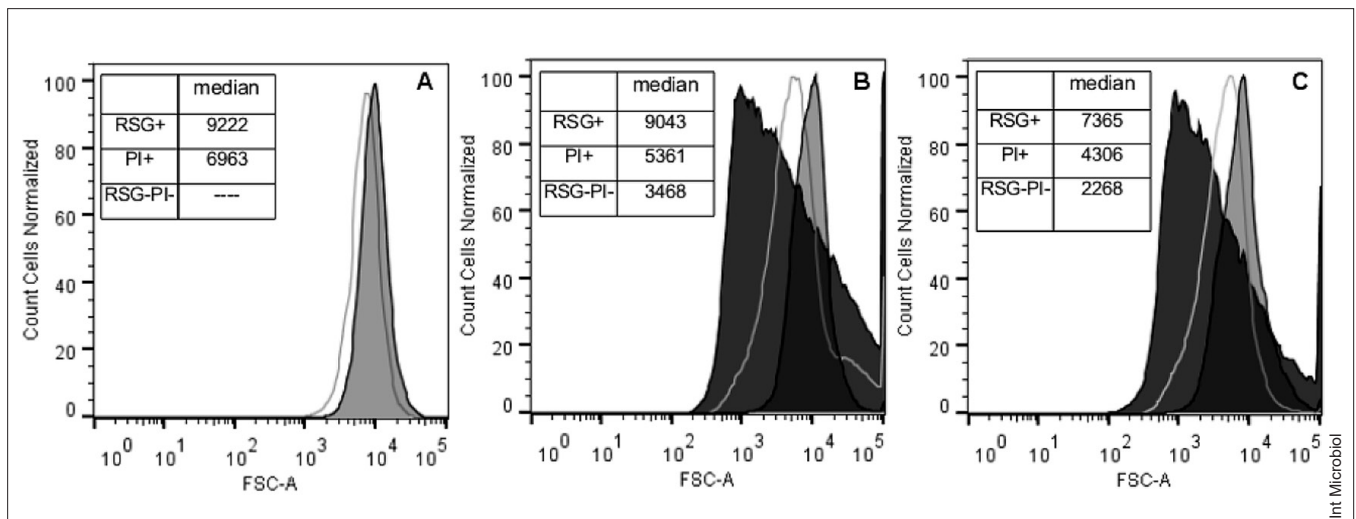 A
median
RSG+ 9222
PI+ 6963
RSG-PI- ----
Count Cells Normalized
100
80
60
40
20
0
10^0 10^1 10^2 10^3 10^4 10^5
FSC-A
B
median
RSG+ 9043
PI+ 5361
RSG-PI- 3468
Count Cells Normalized
100
80
60
40
20
0
10^0 10^1 10^2 10^3 10^4 10^5
FSC-A
C
median
RSG+ 7365
PI+ 4306
RSG-PI- 2268
Count Cells Normalized
100
80
60
40
20
0
10^0 10^1 10^2 10^3 10^4 10^5
FSC-A
Int Microbiol